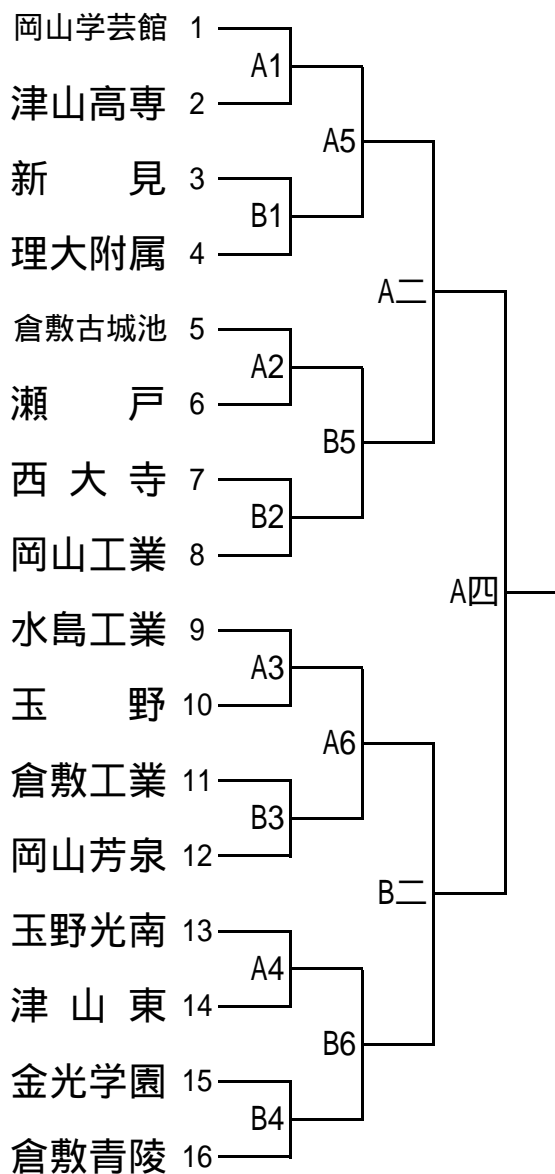 岡山学芸館 1
A1
津山高専 2
A5
新見 3
B1
理大附属 4
A二
倉敷古城池 5
A2
瀬戸 6
B5
西大寺 7
B2
岡山工業 8
A四
水島工業 9
A3
玉野 10
A6
倉敷工業 11
B3
岡山芳泉 12
B二
玉野光南 13
A4
津山東 14
B6
金光学園 15
B4
倉敷青陵 16